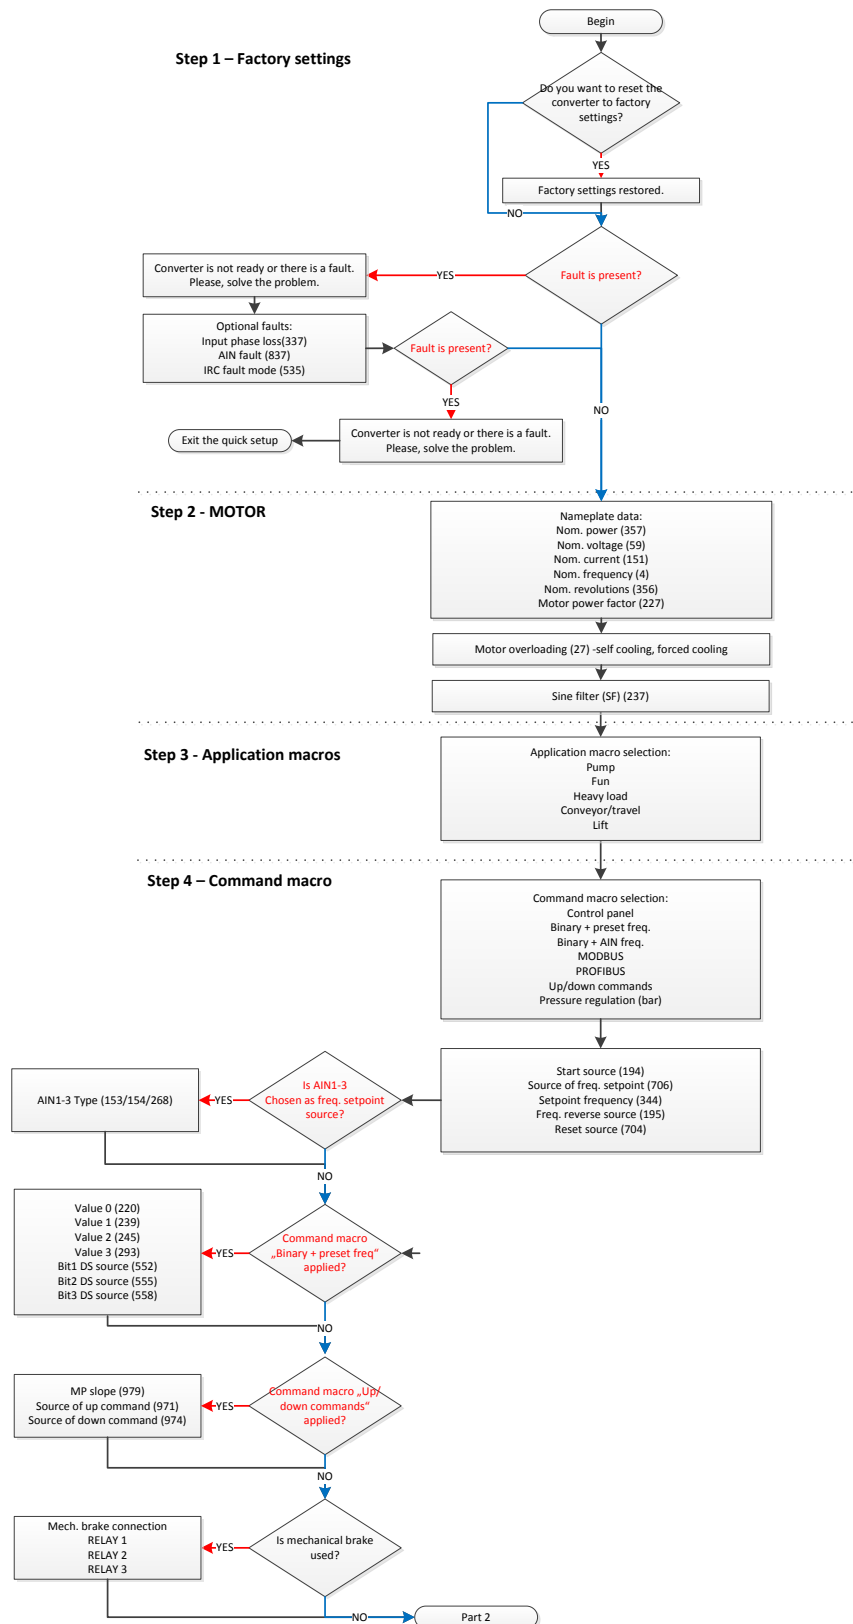 Begin
Step 1 – Factory settings
Do you want to reset the
converter to factory
settings?
YES
Factory settings restored.
NO
Converter is not ready or there is a fault.
Please, solve the problem.
YES
Fault is present?
Optional faults:
Input phase loss(337)
AIN fault (837)
IRC fault mode (535)
Fault is present?
YES
NO
Exit the quick setup
Converter is not ready or there is a fault.
Please, solve the problem.
Step 2 - MOTOR
Nameplate data:
Nom. power (357)
Nom. voltage (59)
Nom. current (151)
Nom. frequency (4)
Nom. revolutions (356)
Motor power factor (227)
Motor overloading (27) -self cooling, forced cooling
Sine filter (SF) (237)
Step 3 - Application macros
Application macro selection:
Pump
Fun
Heavy load
Conveyor/travel
Lift
Step 4 – Command macro
Command macro selection:
Control panel
Binary + preset freq.
Binary + AIN freq.
MODBUS
PROFIBUS
Up/down commands
Pressure regulation (bar)
Start source (194)
Source of freq. setpoint (706)
Setpoint frequency (344)
Freq. reverse source (195)
Reset source (704)
Is AIN1-3
Chosen as freq. setpoint
source?
YES
AIN1-3 Type (153/154/268)
NO
Value 0 (220)
Value 1 (239)
Value 2 (245)
Value 3 (293)
Bit1 DS source (552)
Bit2 DS source (555)
Bit3 DS source (558)
YES
Command macro
„Binary + preset freq“
applied?
NO
MP slope (979)
Source of up command (971)
Source of down command (974)
YES
Command macro „Up/
down commands“
applied?
NO
Mech. brake connection
RELAY 1
RELAY 2
RELAY 3
YES
Is mechanical brake
used?
NO
Part 2